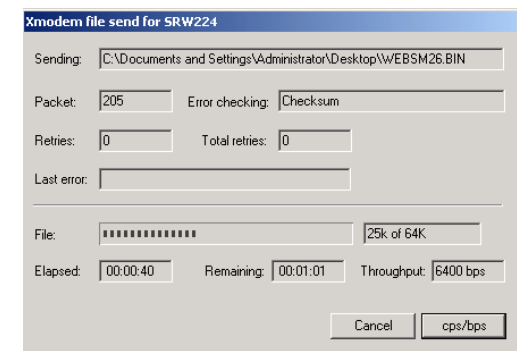 Xmodem file send for SRW224
Sending: C:\Documents and Settings\Administrator\Desktop\WEBSM26.BIN
Packet: 205 Error checking: Checksum
Retries: 0 Total retries: 0
Last error:
File: 25k of 64K
Elapsed: 00:00:40 Remaining: 00:01:01 Throughput: 6400 bps
Cancel cps/bps